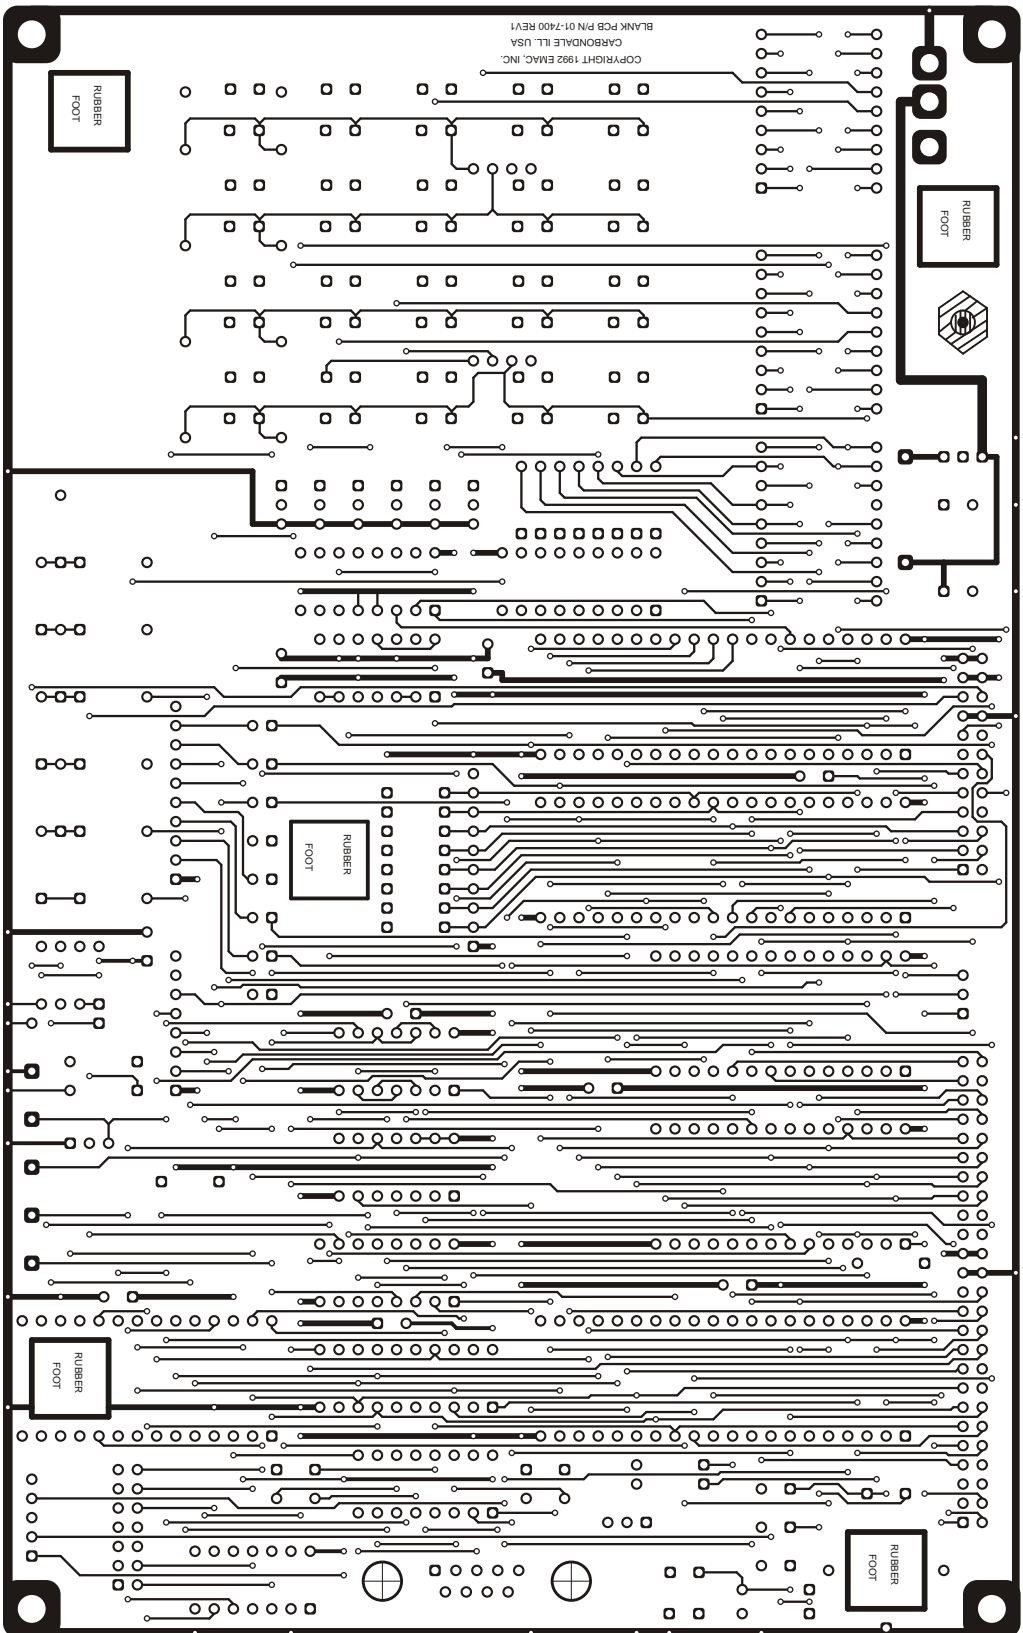 COPYRIGHT 1992 EMAC, INC.
CARBONDALE ILL. USA
BLANK PCB P/N 01-7400 REV1
RUBBER
FOOT
RUBBER
FOOT
RUBBER
FOOT
RUBBER
FOOT
RUBBER
FOOT